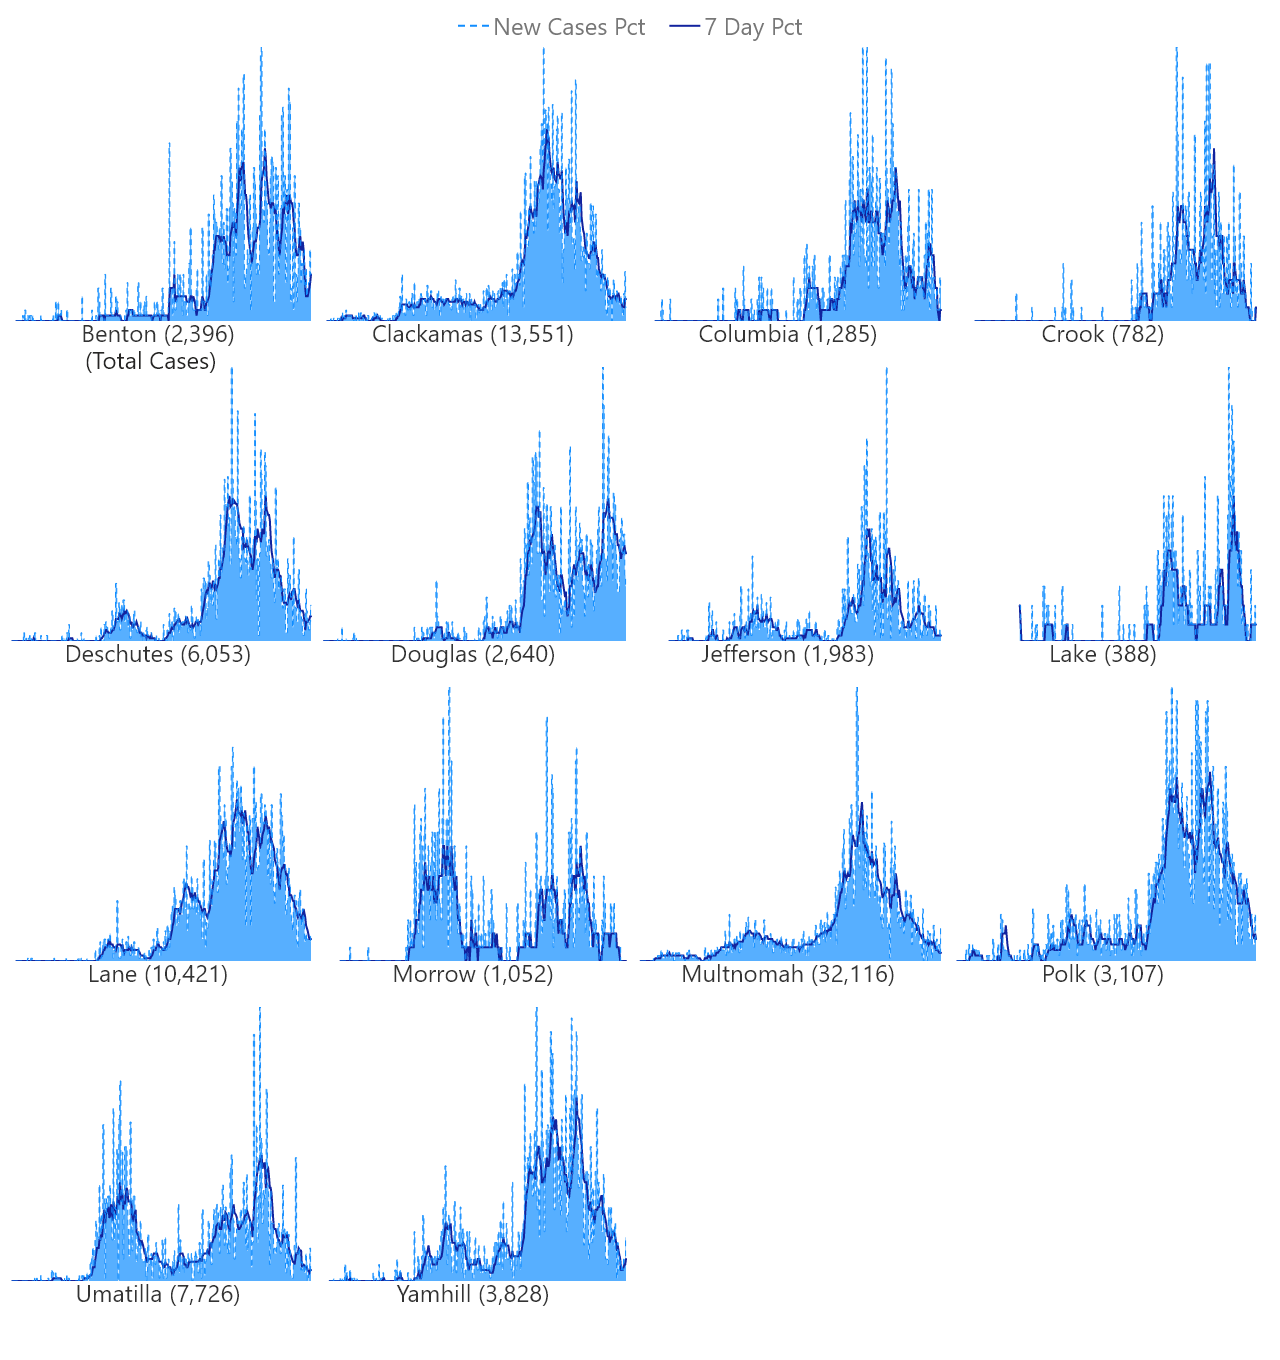 New Cases Pct 7 Day Pct
Benton (2,396)
(Total Cases)
Clackamas (13,551)
Columbia (1,285)
Crook (782)
Deschutes (6,053)
Douglas (2,640)
Jefferson (1,983)
Lake (388)
Lane (10,421)
Morrow (1,052)
Multnomah (32,116)
Polk (3,107)
Umatilla (7,726)
Yamhill (3,828)